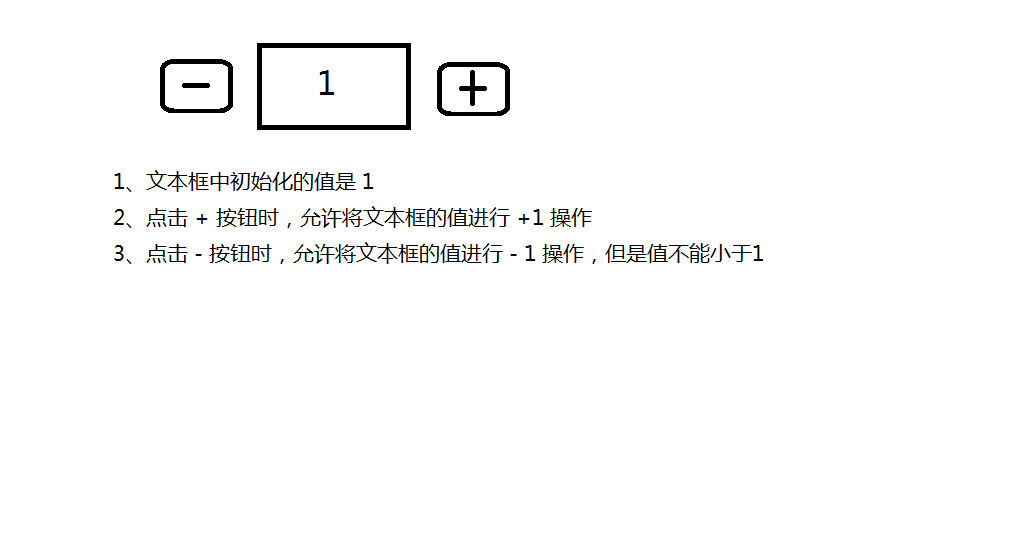 - 1 +
1、文本框中初始化的值是 1
2、点击 + 按钮时，允许将文本框的值进行 +1 操作
3、点击 - 按钮时，允许将文本框的值进行 - 1 操作，但是值不能小于1